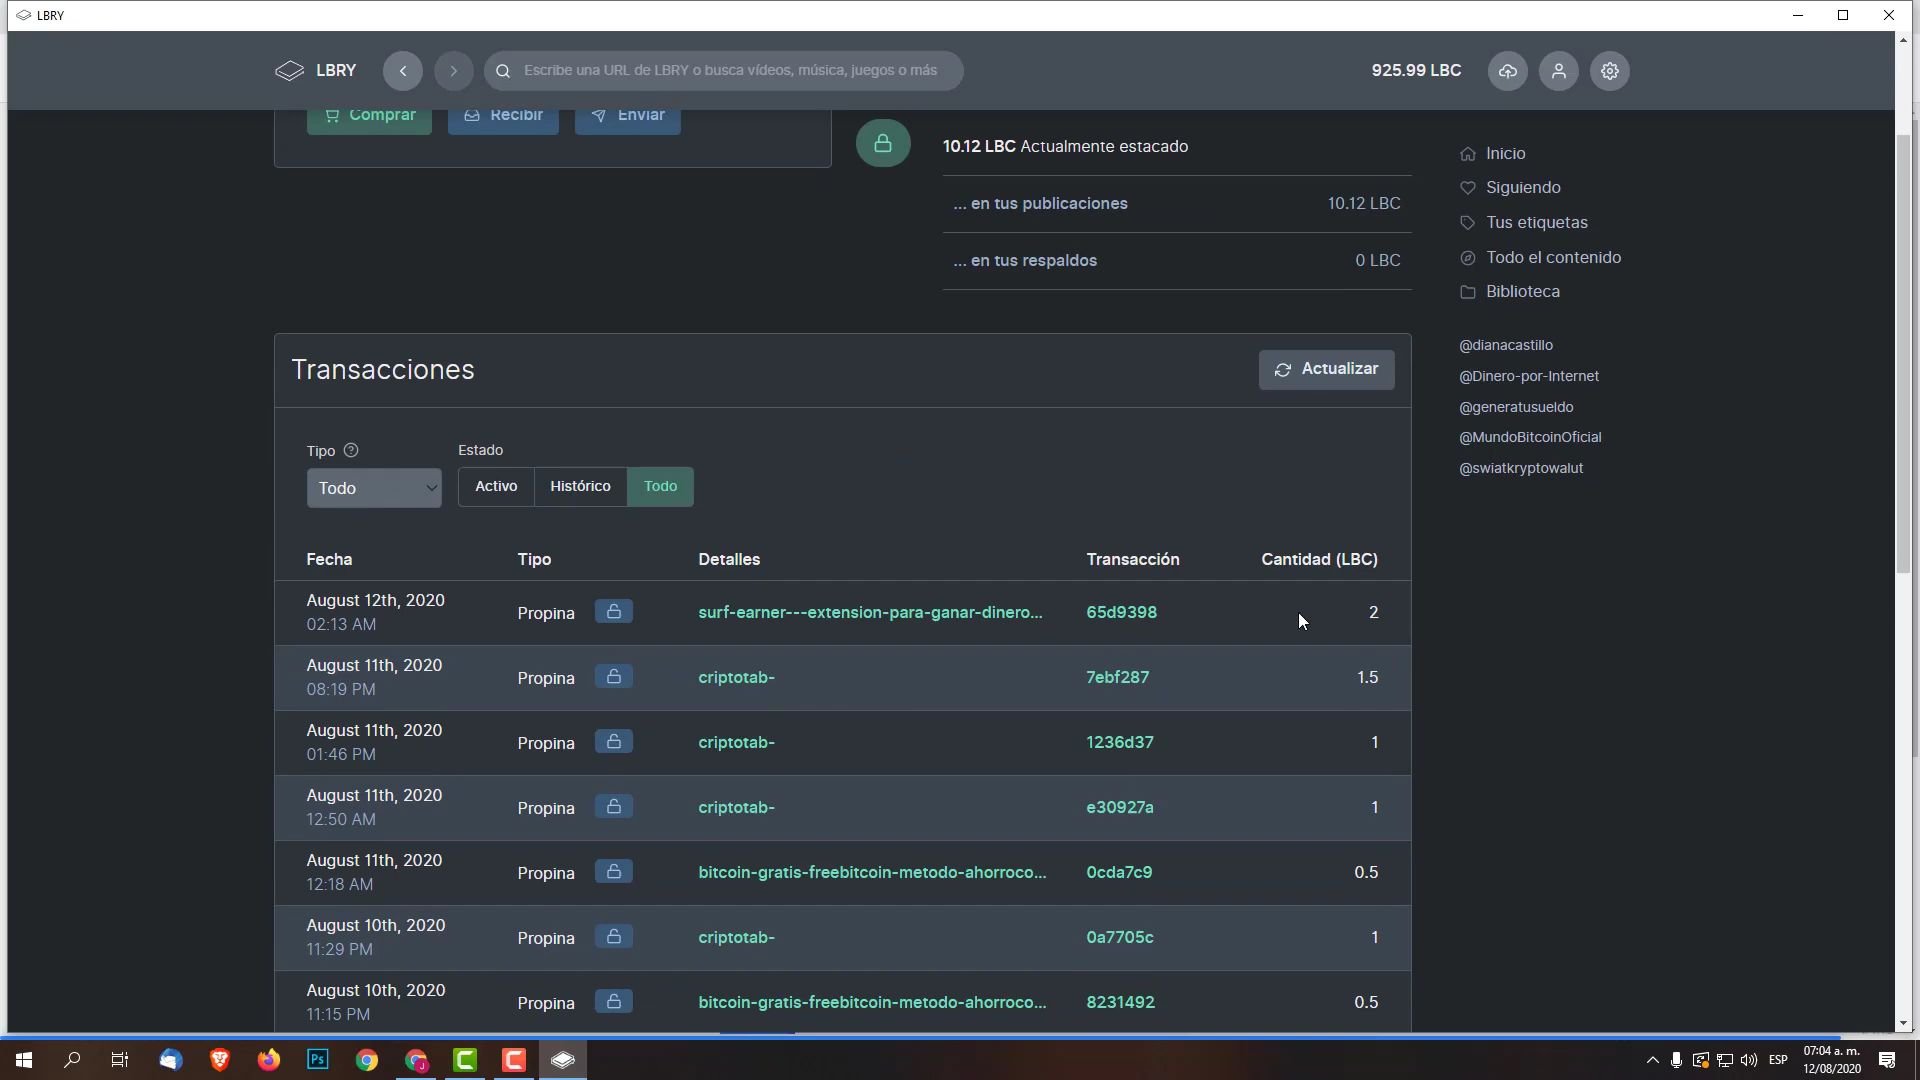 LBRY
LBRY
Escribe una URL de LBRY o busca vídeos, música, juegos o más
925.99 LBC
Comprar
Recibir
Enviar
10.12 LBC Actualmente estacado
... en tus publicaciones 10.12 LBC
... en tus respaldos 0 LBC
Inicio
Siguiendo
Tus etiquetas
Todo el contenido
Biblioteca
@dianacastillo
@Dinero-por-Internet
@generatusueldo
@MundoBitcoinOficial
@swiatkryptowalut
Transacciones
Actualizar
Tipo
Estado
Todo
Activo
Histórico
Todo
Fecha Tipo Detalles Transacción Cantidad (LBC)
August 12th, 2020
02:13 AM
Propina surf-earner---extension-para-ganar-dinero... 65d9398 2
August 11th, 2020
08:19 PM
Propina criptotab- 7ebf287 1.5
August 11th, 2020
01:46 PM
Propina criptotab- 1236d37 1
August 11th, 2020
12:50 AM
Propina criptotab- e30927a 1
August 11th, 2020
12:18 AM
Propina bitcoin-gratis-freebitcoin-metodo-ahorroco... 0cda7c9 0.5
August 10th, 2020
11:29 PM
Propina criptotab- 0a7705c 1
August 10th, 2020
11:15 PM
Propina bitcoin-gratis-freebitcoin-metodo-ahorroco... 8231492 0.5
Ps
J
ESP
07:04 a. m.
12/08/2020